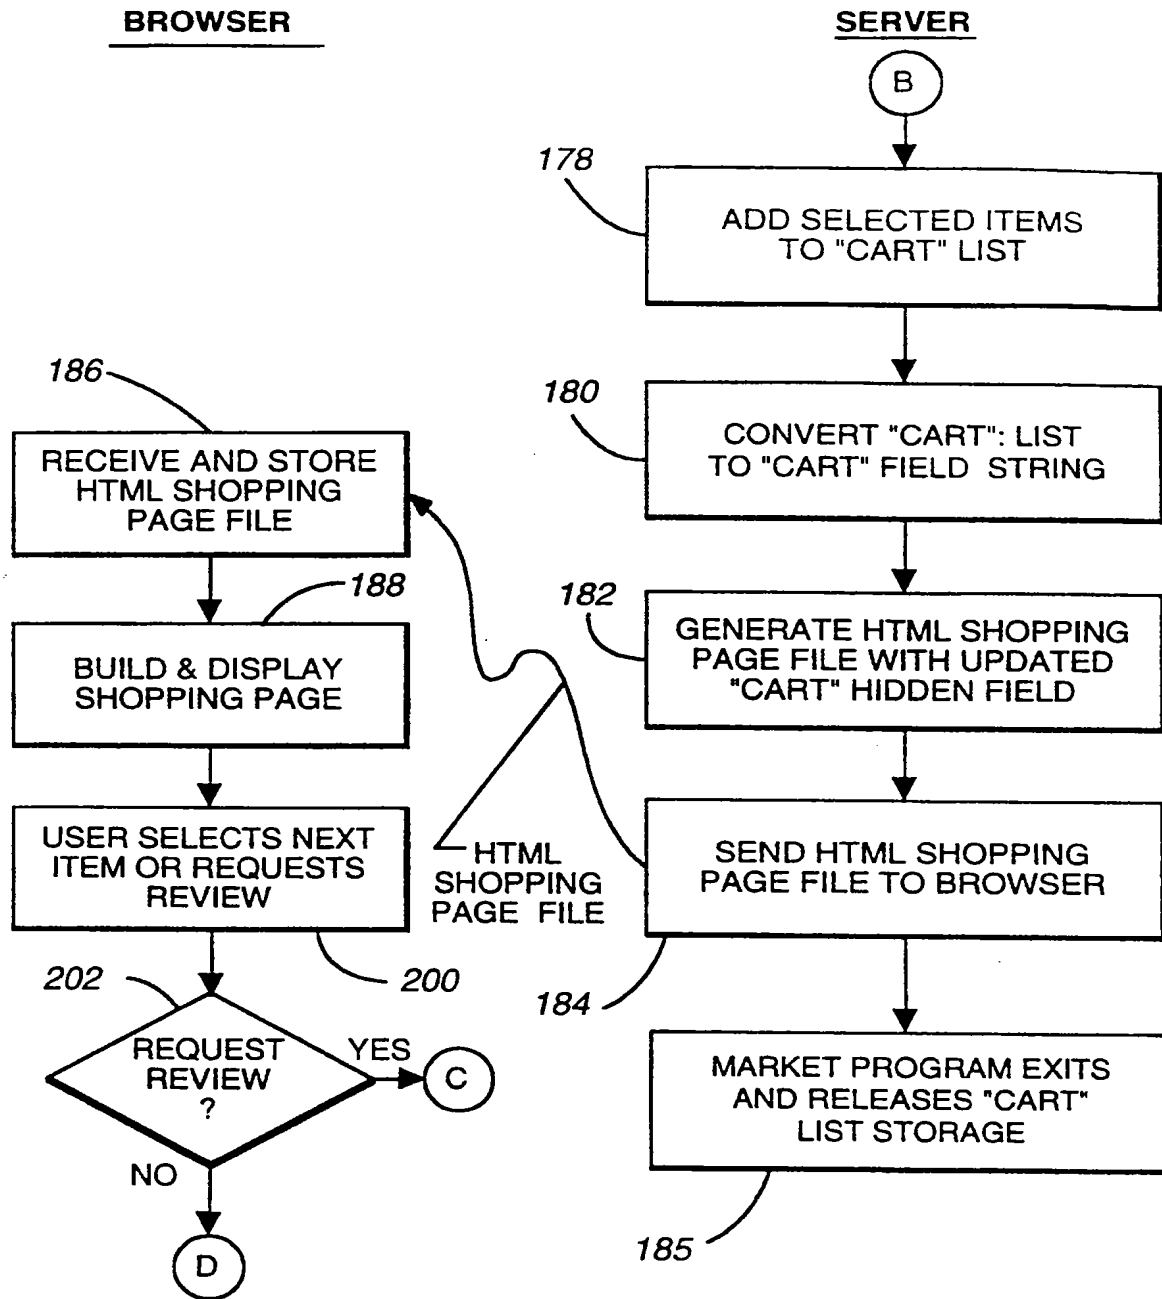 BROWSER
SERVER
B
178
ADD SELECTED ITEMS
TO "CART" LIST
180
CONVERT "CART": LIST
TO "CART" FIELD STRING
182
GENERATE HTML SHOPPING
PAGE FILE WITH UPDATED
"CART" HIDDEN FIELD
SEND HTML SHOPPING
PAGE FILE TO BROWSER
184
MARKET PROGRAM EXITS
AND RELEASES "CART"
LIST STORAGE
185
HTML
SHOPPING
PAGE FILE
186
RECEIVE AND STORE
HTML SHOPPING
PAGE FILE
188
BUILD & DISPLAY
SHOPPING PAGE
USER SELECTS NEXT
ITEM OR REQUESTS
REVIEW
200
202
REQUEST
REVIEW
?
YES
C
NO
D